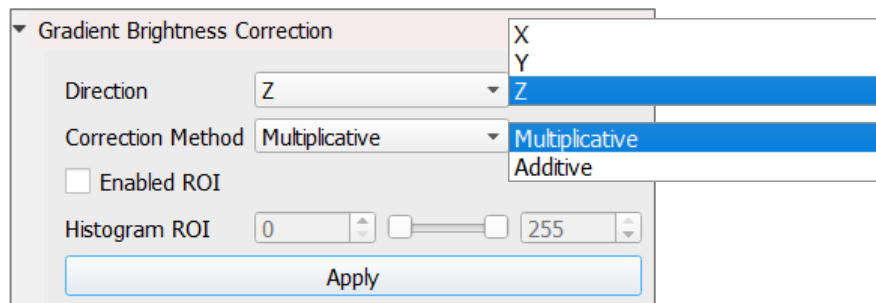 Gradient Brightness Correction
X
Y
Direction Z Z
Correction Method Multiplicative Multiplicative
Additive
Enabled ROI
Histogram ROI 0 255
Apply